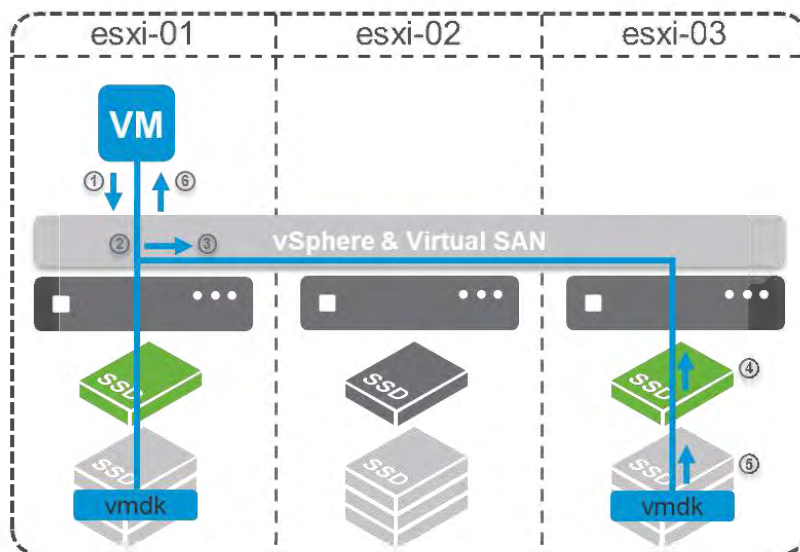 esxi-01 esxi-02 esxi-03
VM
① ⑥
② ③ vSphere & Virtual SAN
SSD SSD SSD ④
SSD SSD SSD ⑤
vmdk vmdk